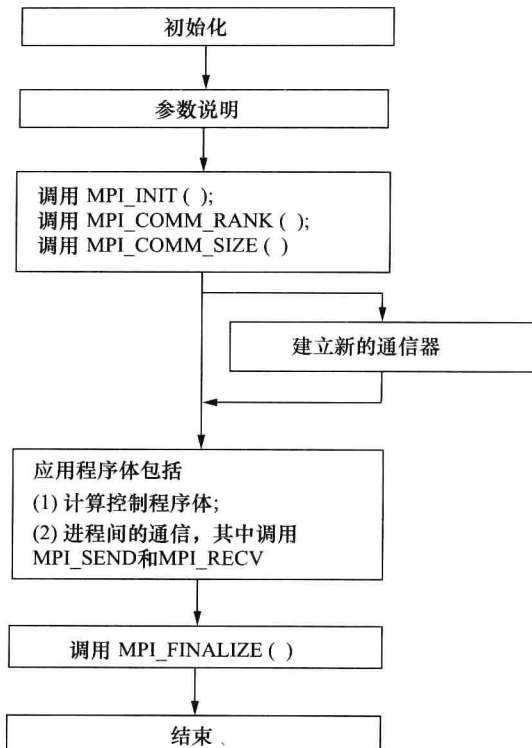 初始化
参数说明
调用 MPI_INIT ( );
调用 MPI_COMM_RANK ( );
调用 MPI_COMM_SIZE ( )
建立新的通信器
应用程序体包括
(1) 计算控制程序体;
(2) 进程间的通信，其中调用
MPI_SEND和MPI_RECV
调用 MPI_FINALIZE ( )
结束